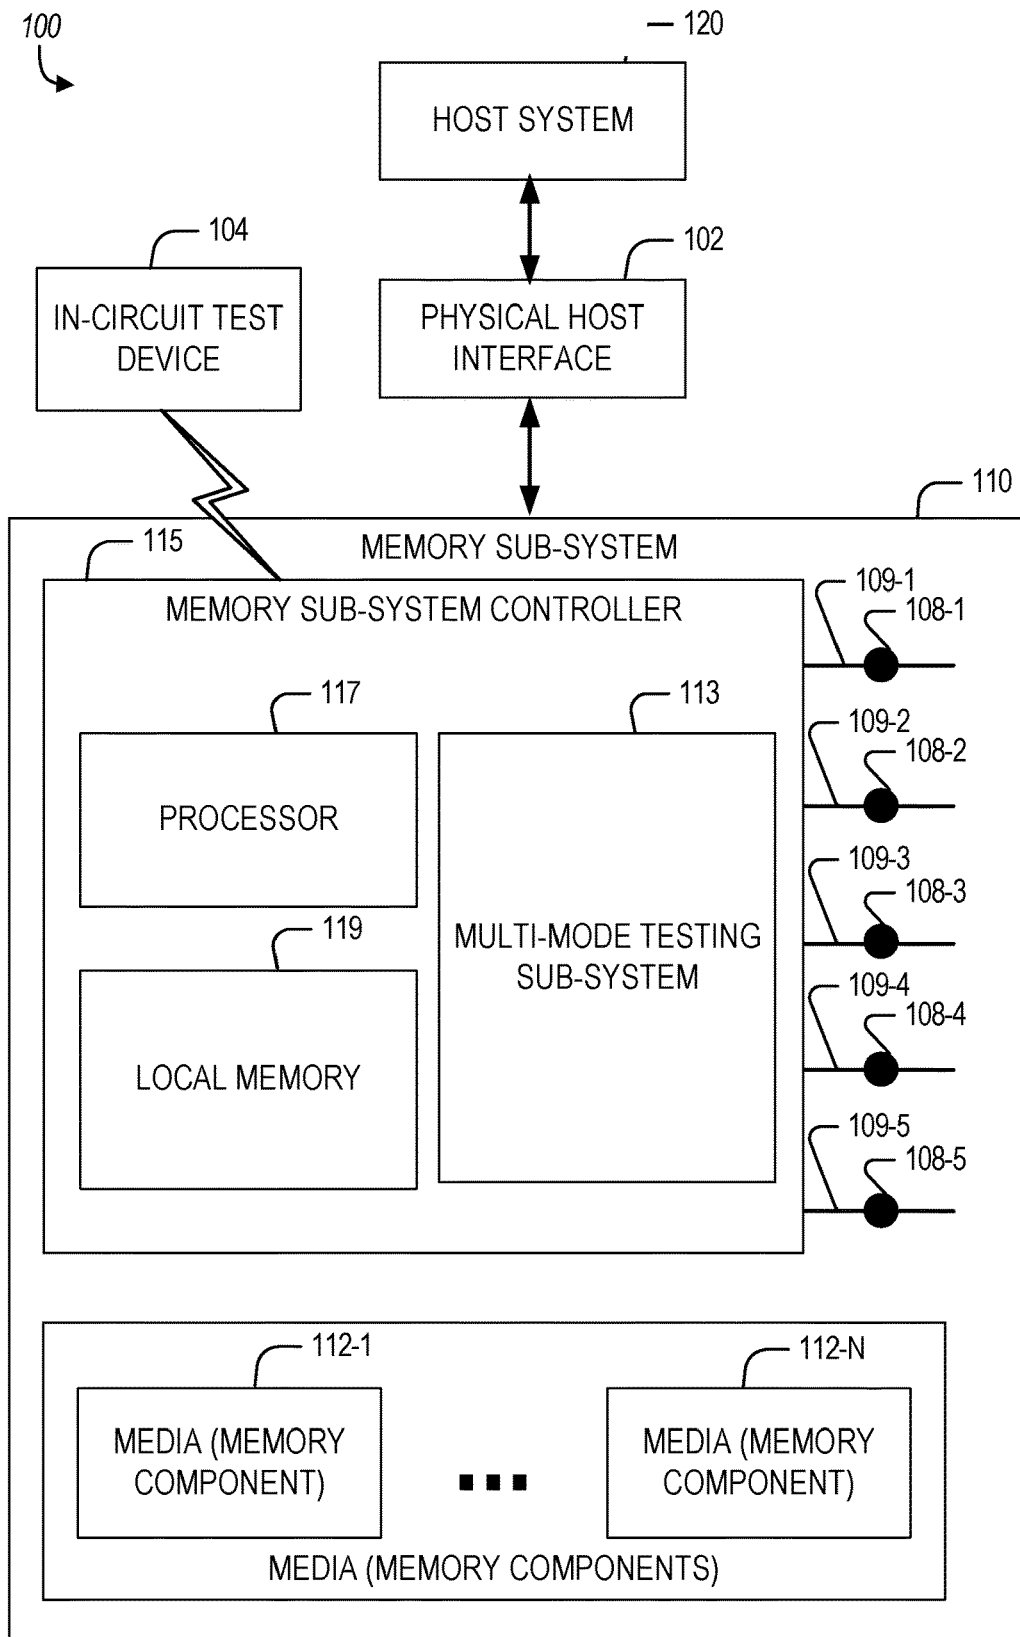 100
120
HOST SYSTEM
104
102
IN-CIRCUIT TEST
DEVICE
PHYSICAL HOST
INTERFACE
110
MEMORY SUB-SYSTEM
115
MEMORY SUB-SYSTEM CONTROLLER
109-1
108-1
117
113
109-2
108-2
PROCESSOR
109-3
108-3
119
MULTI-MODE TESTING
SUB-SYSTEM
109-4
108-4
LOCAL MEMORY
109-5
108-5
112-1
112-N
MEDIA (MEMORY
COMPONENT)
MEDIA (MEMORY
COMPONENT)
MEDIA (MEMORY COMPONENTS)